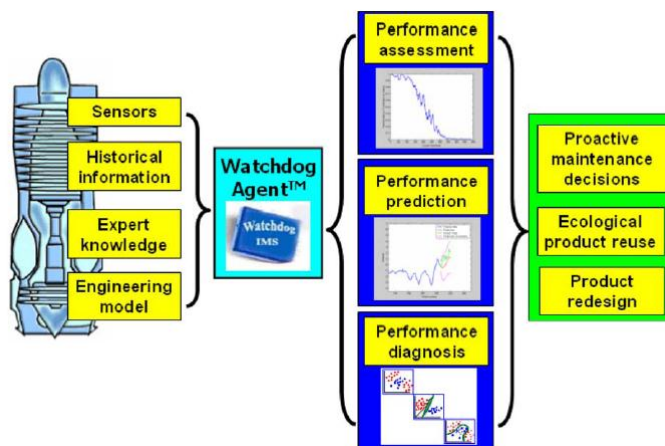 Sensors
Historical
information
Expert
knowledge
Engineering
model
Watchdog
Agent™
Watchdog
IMS
Performance
assessment
Performance
prediction
Performance
diagnosis
Proactive
maintenance
decisions
Ecological
product reuse
Product
redesign